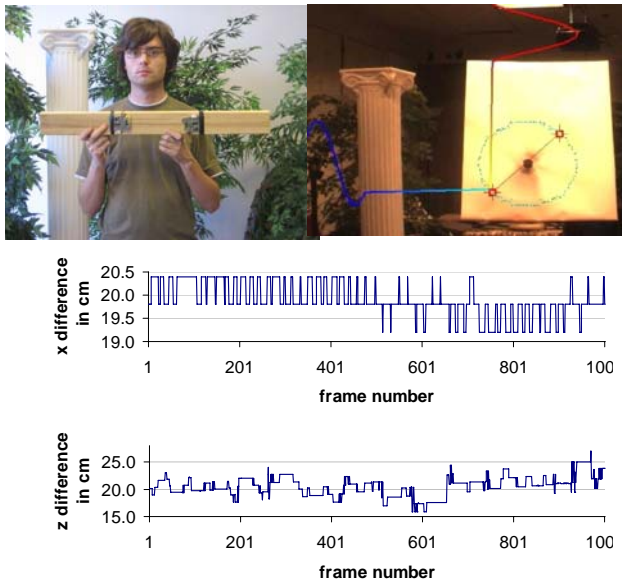 x difference
in cm
20.5
20.0
19.5
19.0
1 201 401 601 801 100
frame number
z difference
in cm
25.0
20.0
15.0
1 201 401 601 801 100
frame number